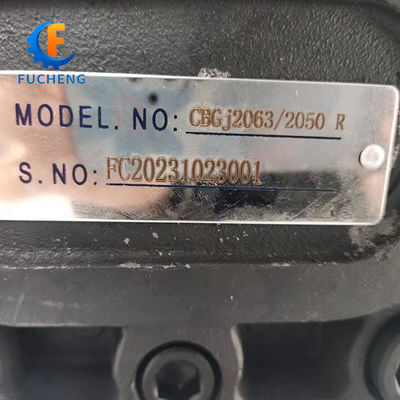 FUCHENG
MODEL. NO: CBGj2063/2050 R
S. NO: FC20231023001